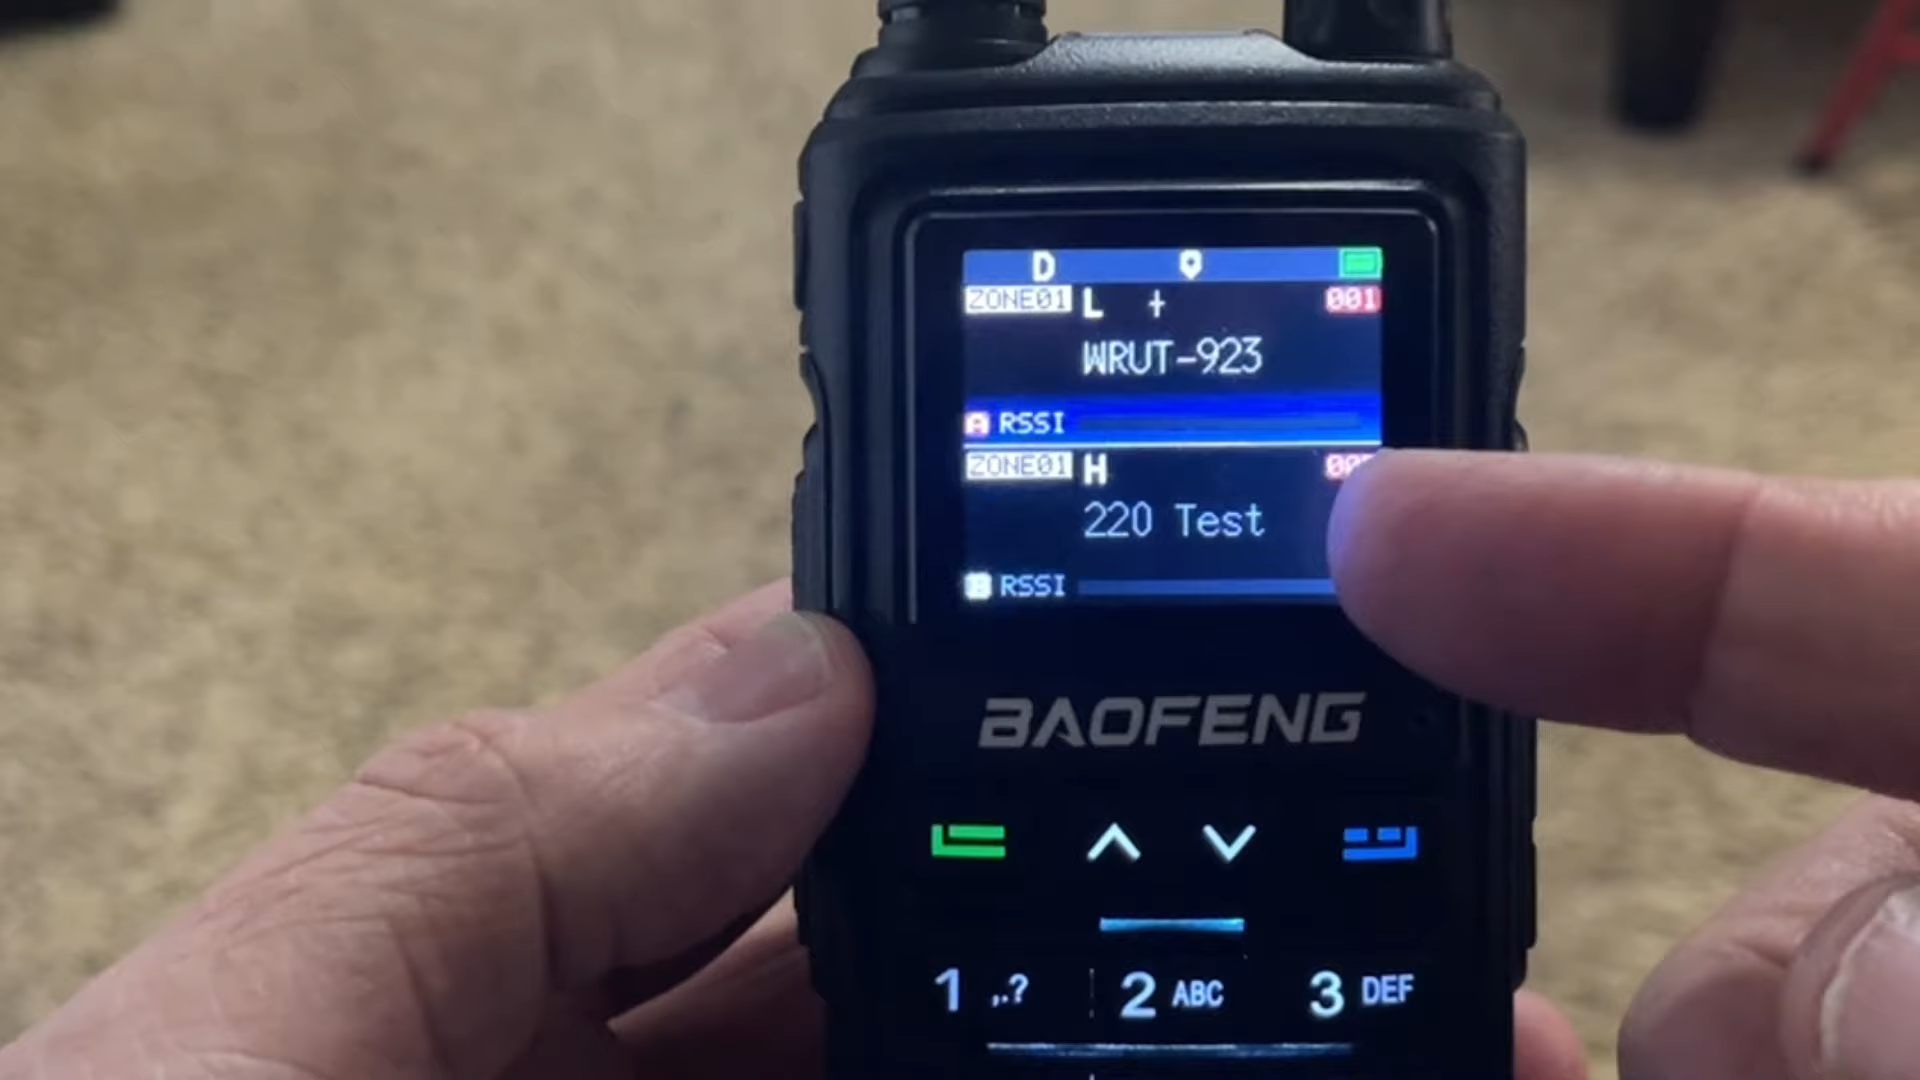 D
ZONE01 L + 001
WRUT-923
A RSSI
ZONE01 H
220 Test
B RSSI
BAOFENG
1 ,.? 2 ABC 3 DEF